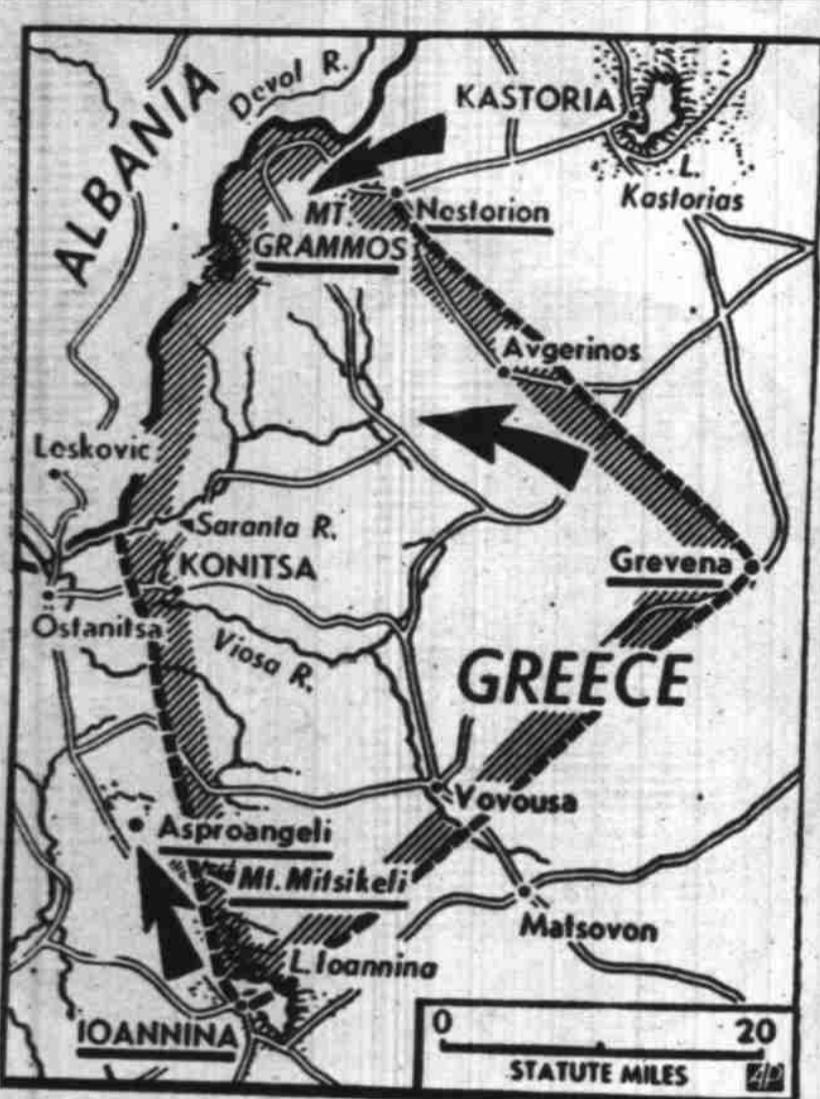 ALBANIA
Devol R.
KASTORIA
L.
Kastorias
MT.
GRAMMOS
Nestorion
Avgerinos
Leskovic
Saranta R.
KONITSA
Grevena
Ostanitsa
Viosa R.
GREECE
Vovousa
Asproangeli
Mt. Mitsikeli
Matsovon
L. Ioannina
IOANNINA
0 20
STATUTE MILES
AP